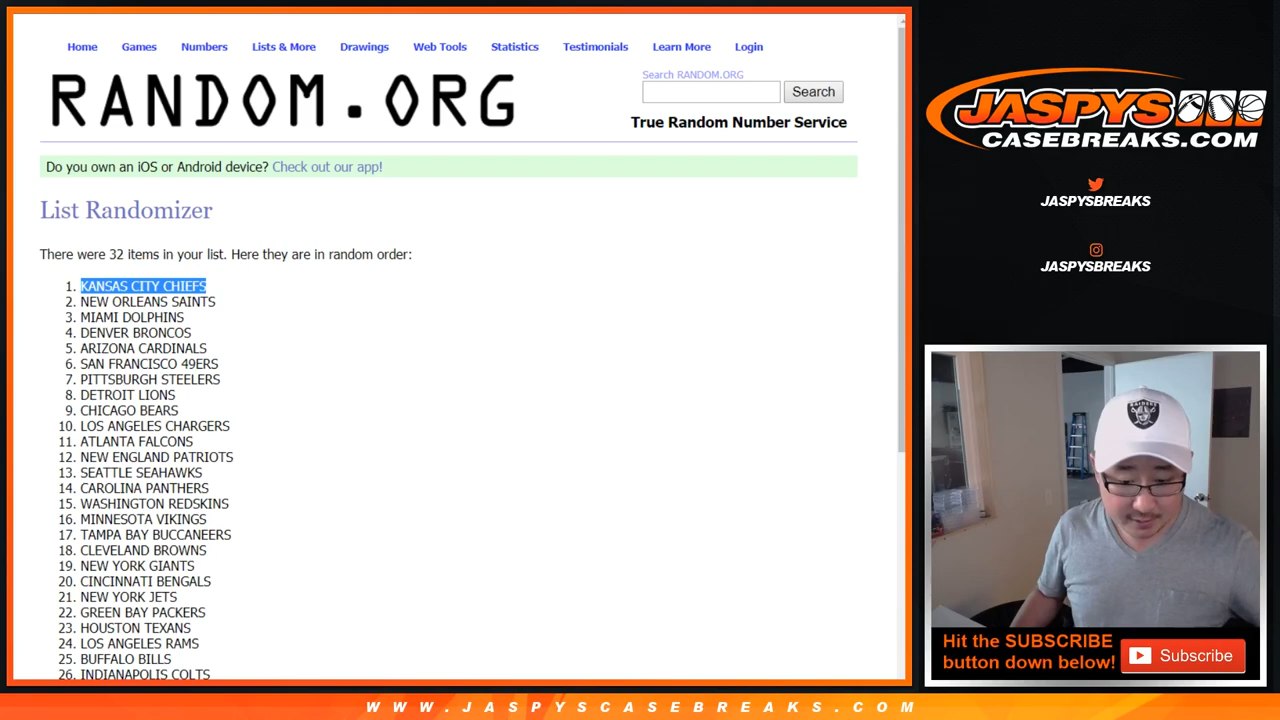 Home Games Numbers Lists & More Drawings Web Tools Statistics Testimonials Learn More Login
RANDOM.ORG
Search RANDOM.ORG
Search
True Random Number Service
Do you own an iOS or Android device? Check out our app!
List Randomizer
There were 32 items in your list. Here they are in random order:
1. KANSAS CITY CHIEFS
2. NEW ORLEANS SAINTS
3. MIAMI DOLPHINS
4. DENVER BRONCOS
5. ARIZONA CARDINALS
6. SAN FRANCISCO 49ERS
7. PITTSBURGH STEELERS
8. DETROIT LIONS
9. CHICAGO BEARS
10. LOS ANGELES CHARGERS
11. ATLANTA FALCONS
12. NEW ENGLAND PATRIOTS
13. SEATTLE SEAHAWKS
14. CAROLINA PANTHERS
15. WASHINGTON REDSKINS
16. MINNESOTA VIKINGS
17. TAMPA BAY BUCCANEERS
18. CLEVELAND BROWNS
19. NEW YORK GIANTS
20. CINCINNATI BENGALS
21. NEW YORK JETS
22. GREEN BAY PACKERS
23. HOUSTON TEXANS
24. LOS ANGELES RAMS
25. BUFFALO BILLS
26. INDIANAPOLIS COLTS
JASPYS
CASEBREAKS.COM
JASPYSBREAKS
JASPYSBREAKS
RAIDERS
Hit the SUBSCRIBE
button down below!
Subscribe
WWW.JASPYSCASEBREAKS.COM